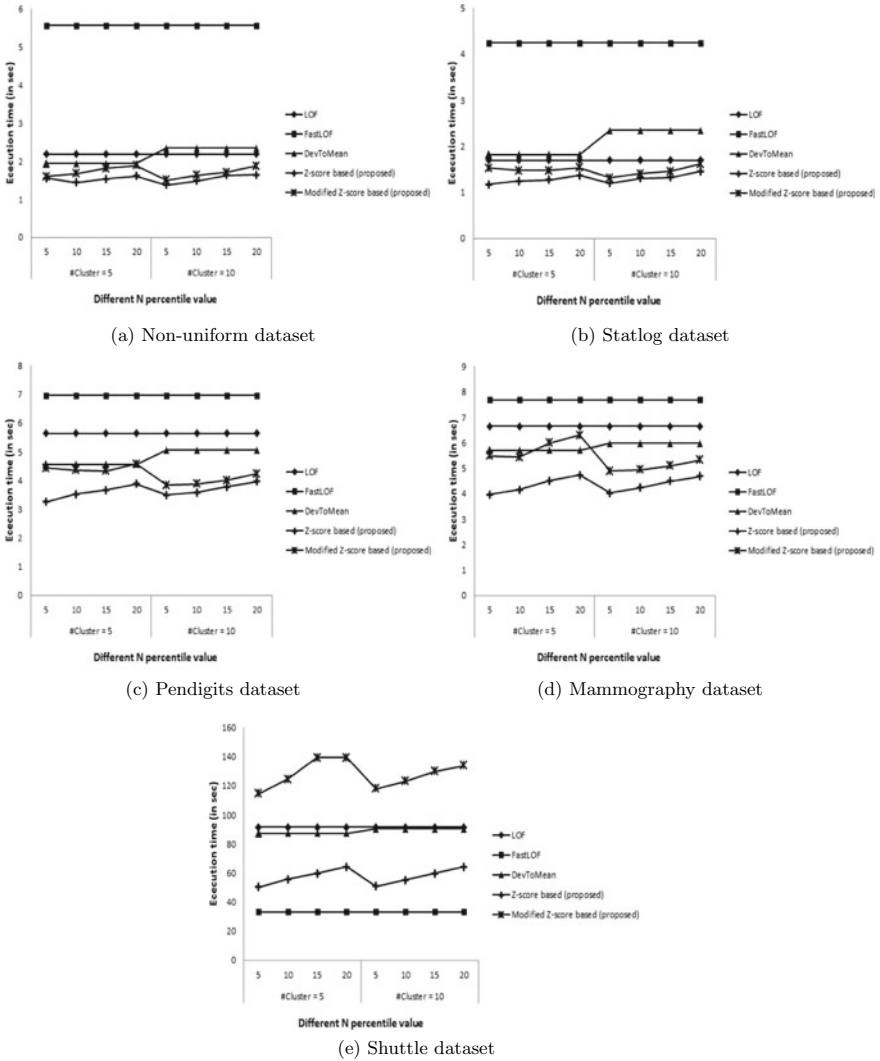 6
5
4
3
2
1
0
Ececution time (in sec)
5 10 15 20 5 10 15 20
#Cluster = 5 #Cluster = 10
Different N percentile value
LOF
FastLOF
DevToMean
Z-score based (proposed)
Modified Z-score based (proposed)
(a) Non-uniform dataset
5
4
3
2
1
0
Ececution time (in sec)
5 10 15 20 5 10 15 20
#Cluster = 5 #Cluster = 10
Different N percentile value
LOF
FastLOF
DevToMean
Z-score based (proposed)
Modified Z-score based (proposed)
(b) Statlog dataset
8
7
6
5
4
3
2
1
0
Ececution time (in sec)
5 10 15 20 5 10 15 20
#Cluster = 5 #Cluster = 10
Different N percentile value
LOF
FastLOF
DevToMean
Z-score based (proposed)
Modified Z-score based (proposed)
(c) Pendigits dataset
9
8
7
6
5
4
3
2
1
0
Ececution time (in sec)
5 10 15 20 5 10 15 20
#Cluster = 5 #Cluster = 10
Different N percentile value
LOF
FastLOF
DevToMean
Z-score based (proposed)
Modified Z-score based (proposed)
(d) Mammography dataset
160
140
120
100
80
60
40
20
0
Ececution time (in sec)
5 10 15 20 5 10 15 20
#Cluster = 5 #Cluster = 10
Different N percentile value
LOF
FastLOF
DevToMean
Z-score based (proposed)
Modified Z-score based (proposed)
(e) Shuttle dataset